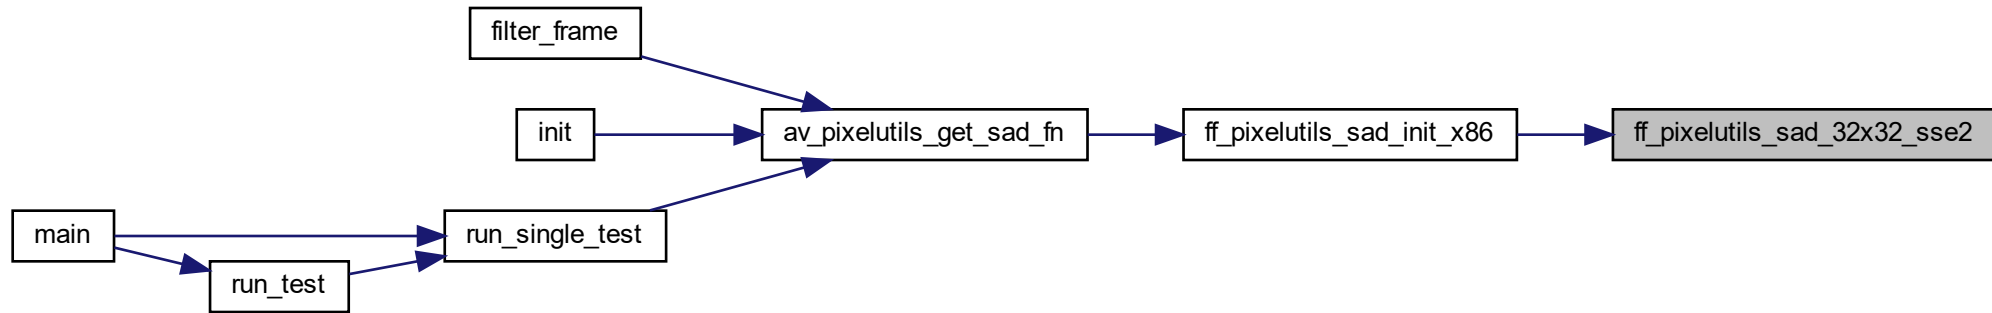 filter_frame
init
av_pixelutils_get_sad_fn
ff_pixelutils_sad_init_x86
ff_pixelutils_sad_32x32_sse2
main
run_single_test
run_test